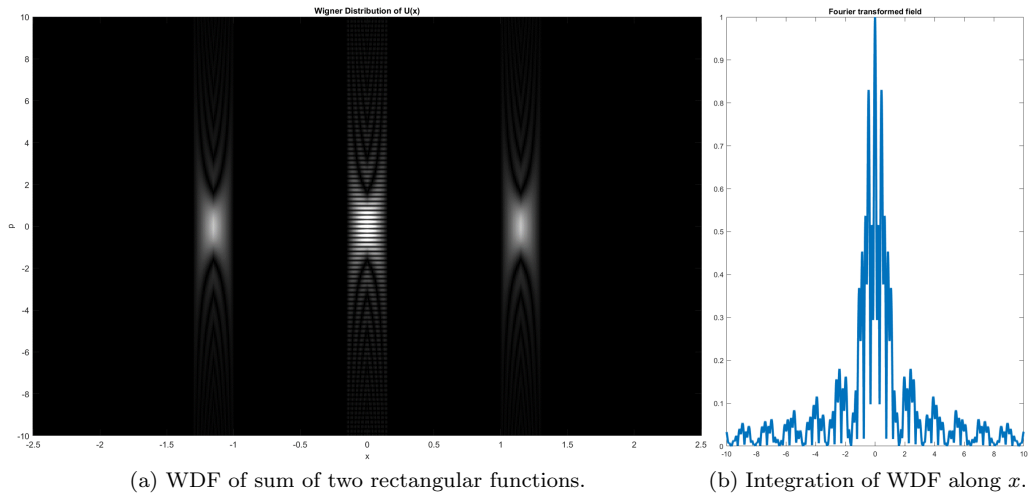 Wigner Distribution of U(x)
10
8
6
4
2
0
-2
-4
-6
-8
-10
p
-2.5 -2 -1.5 -1 -0.5 0 0.5 1 1.5 2 2.5
x
(a) WDF of sum of two rectangular functions.
Fourier transformed field
1
0.9
0.8
0.7
0.6
0.5
0.4
0.3
0.2
0.1
0
-10 -8 -6 -4 -2 0 2 4 6 8 10
(b) Integration of WDF along x.